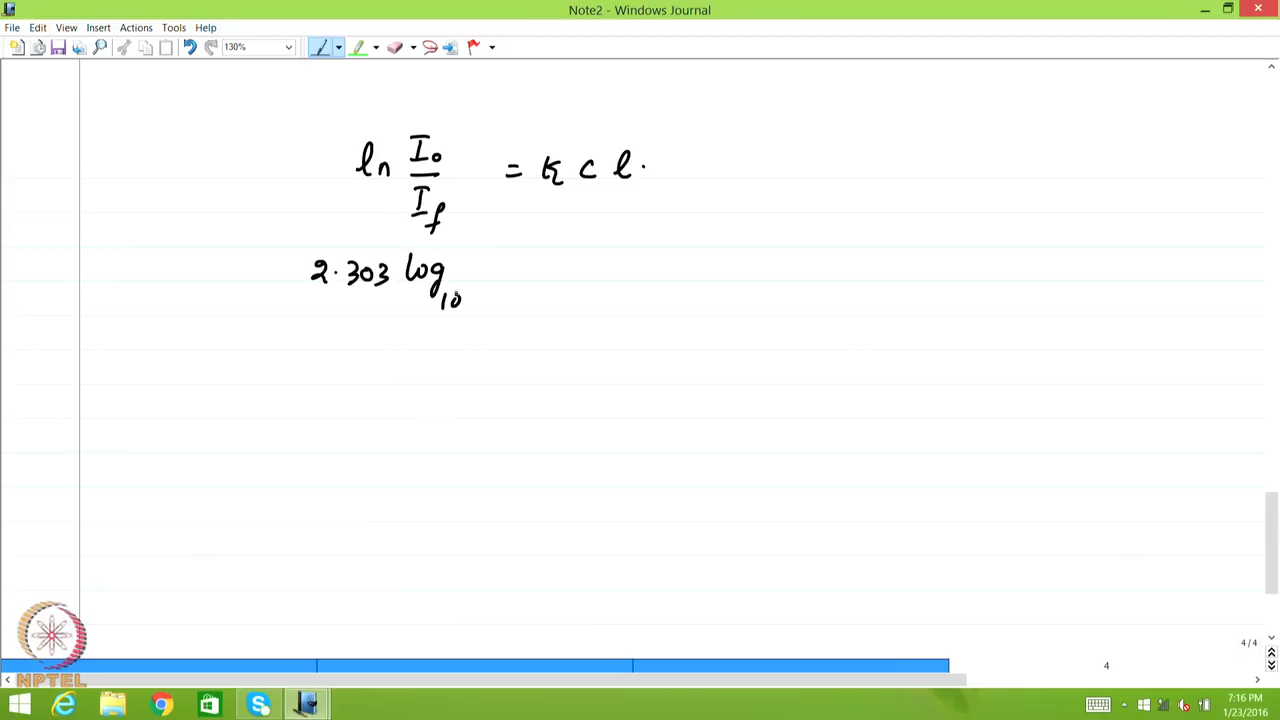 Note2 - Windows Journal
File Edit View Insert Actions Tools Help
130%
ln I₀/I_f = K C l.
2.303 log₁₀
4 / 4
4
NPTEL
7:16 PM
1/23/2016